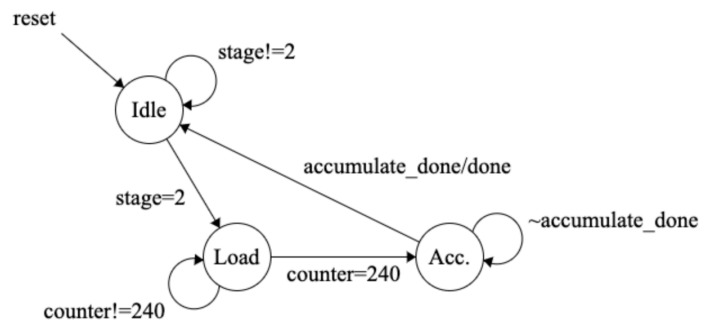 reset
stage!=2
Idle
accumulate_done/done
stage=2
~accumulate_done
Load
Acc.
counter=240
counter!=240